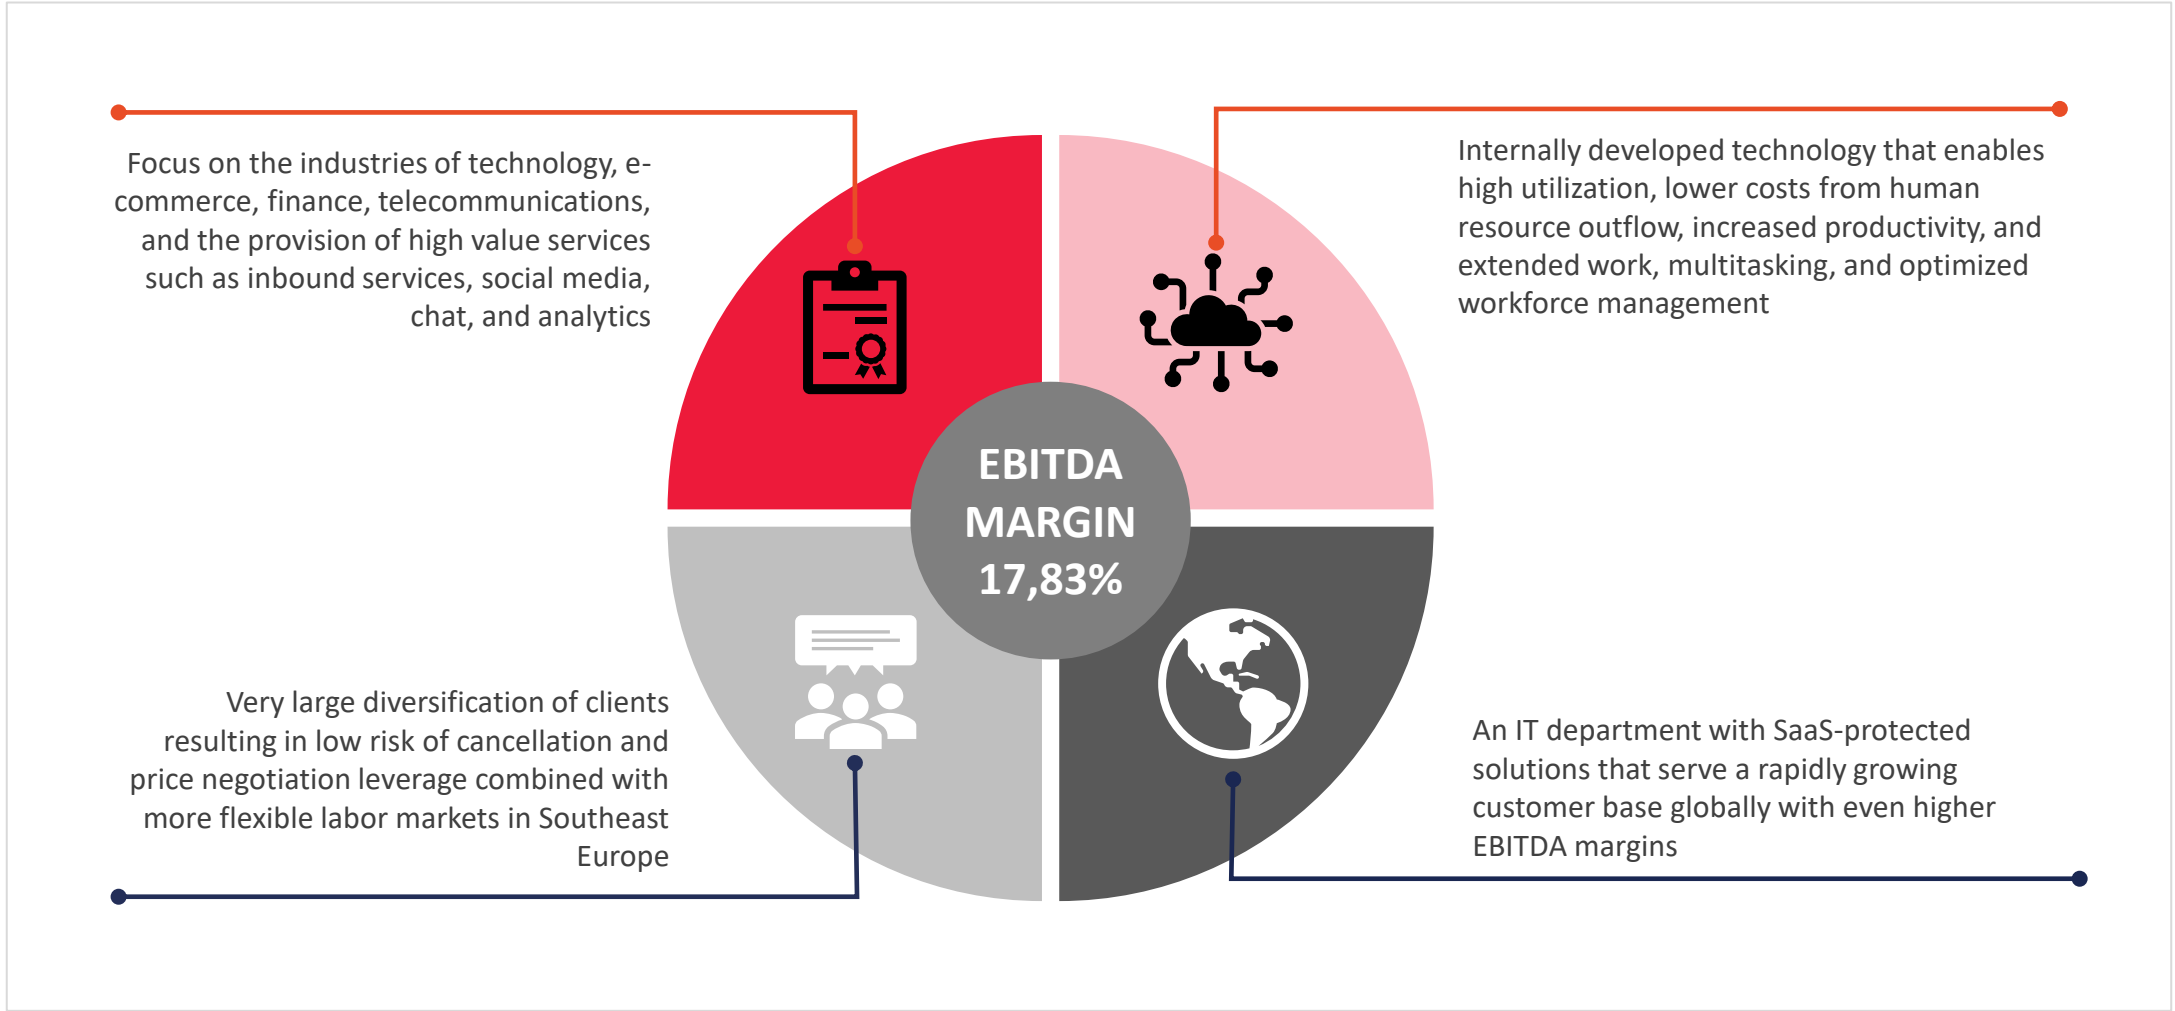 Focus on the industries of technology, e-
commerce, finance, telecommunications,
and the provision of high value services
such as inbound services, social media,
chat, and analytics
Internally developed technology that enables
high utilization, lower costs from human
resource outflow, increased productivity, and
extended work, multitasking, and optimized
workforce management
EBITDA
MARGIN
17,83%
Very large diversification of clients
resulting in low risk of cancellation and
price negotiation leverage combined with
more flexible labor markets in Southeast
Europe
An IT department with SaaS-protected
solutions that serve a rapidly growing
customer base globally with even higher
EBITDA margins